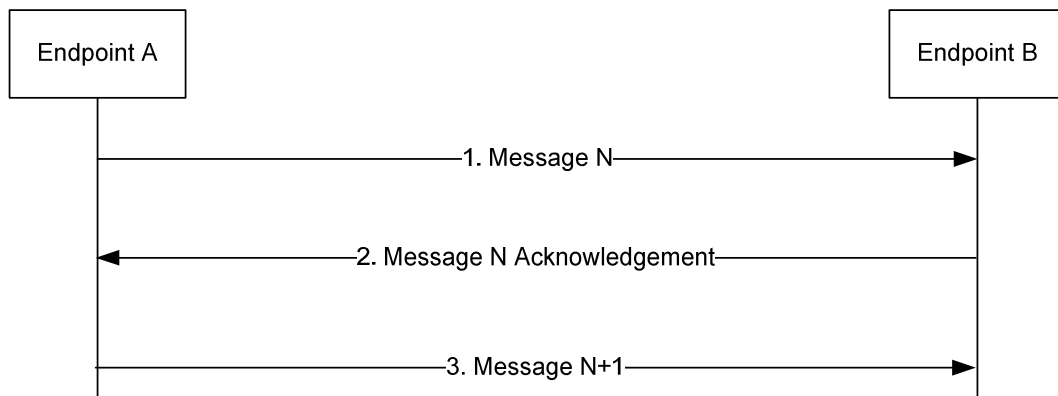 Endpoint A
Endpoint B
1. Message N
2. Message N Acknowledgement
3. Message N+1